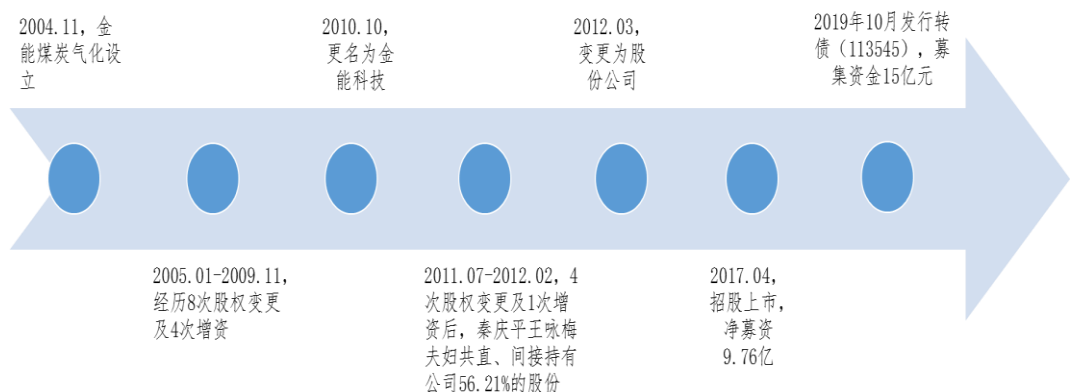 2004.11，金
能煤炭气化设
立
2005.01-2009.11，
经历8次股权变更
及4次增资
2010.10，
更名为金
能科技
2011.07-2012.02，4
次股权变更及1次增
资后，秦庆平王咏梅
夫妇共直、间接持有
公司56.21%的股份
2012.03，
变更为股
份公司
2017.04，
招股上市，
净募资
9.76亿
2019年10月发行转
债（113545），募
集资金15亿元